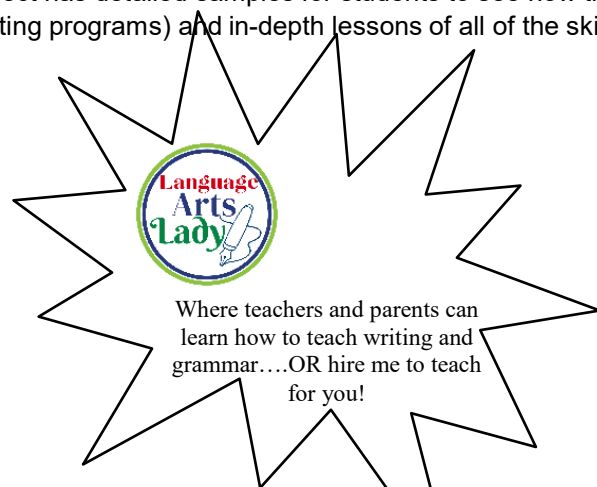 ting programs) and in-depth lessons of all of the ski
Language
Arts
Lady
Where teachers and parents can
learn how to teach writing and
grammar….OR hire me to teach
for you!